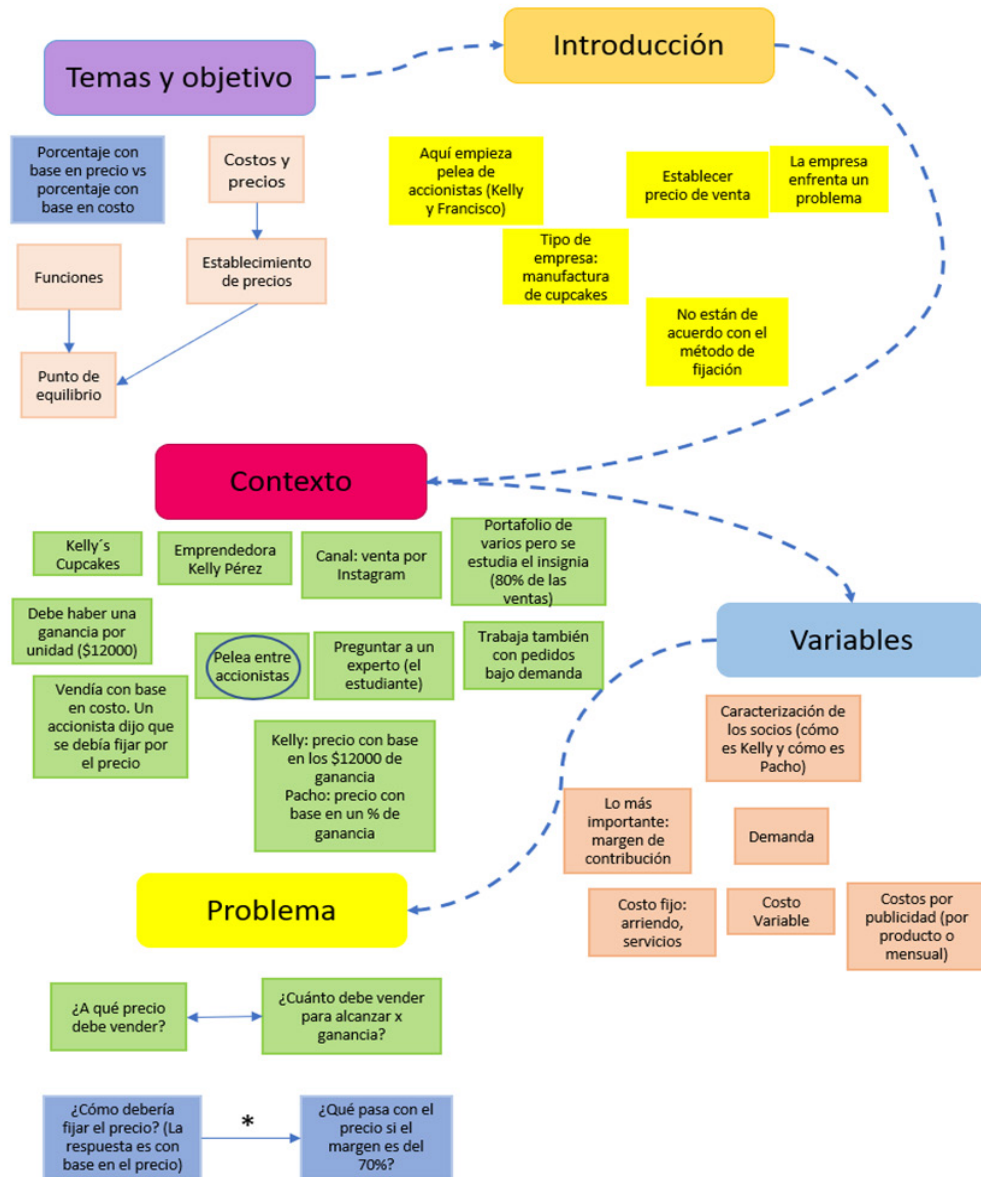 Temas y objetivo
Introducción
Porcentaje con
base en precio vs
porcentaje con
base en costo
Costos y
precios
Funciones
Establecimiento
de precios
Punto de
equilibrio
Aquí empieza
pelea de
accionistas (Kelly
y Francisco)
Establecer
precio de venta
La empresa
enfrenta un
problema
Tipo de
empresa:
manufactura
de cupcakes
No están de
acuerdo con el
método de
fijación
Contexto
Kelly´s
Cupcakes
Emprendedora
Kelly Pérez
Canal: venta por
Instagram
Portafolio de
varios pero se
estudia el insignia
(80% de las
ventas)
Debe haber una
ganancia por
unidad ($12000)
Pelea entre
accionistas
Preguntar a un
experto (el
estudiante)
Trabaja también
con pedidos
bajo demanda
Vendía con base
en costo. Un
accionista dijo que
se debía fijar por
el precio
Kelly: precio con base
en los $12000 de
ganancia
Pacho: precio con
base en un % de
ganancia
Variables
Caracterización de
los socios (cómo
es Kelly y cómo es
Pacho)
Lo más
importante:
margen de
contribución
Demanda
Costo fijo:
arriendo,
servicios
Costo
Variable
Costos por
publicidad (por
producto o
mensual)
Problema
¿A qué precio
debe vender?
¿Cuánto debe vender
para alcanzar x
ganancia?
¿Cómo debería
fijar el precio? (La
respuesta es con
base en el precio)
*
¿Qué pasa con el
precio si el
margen es del
70%?